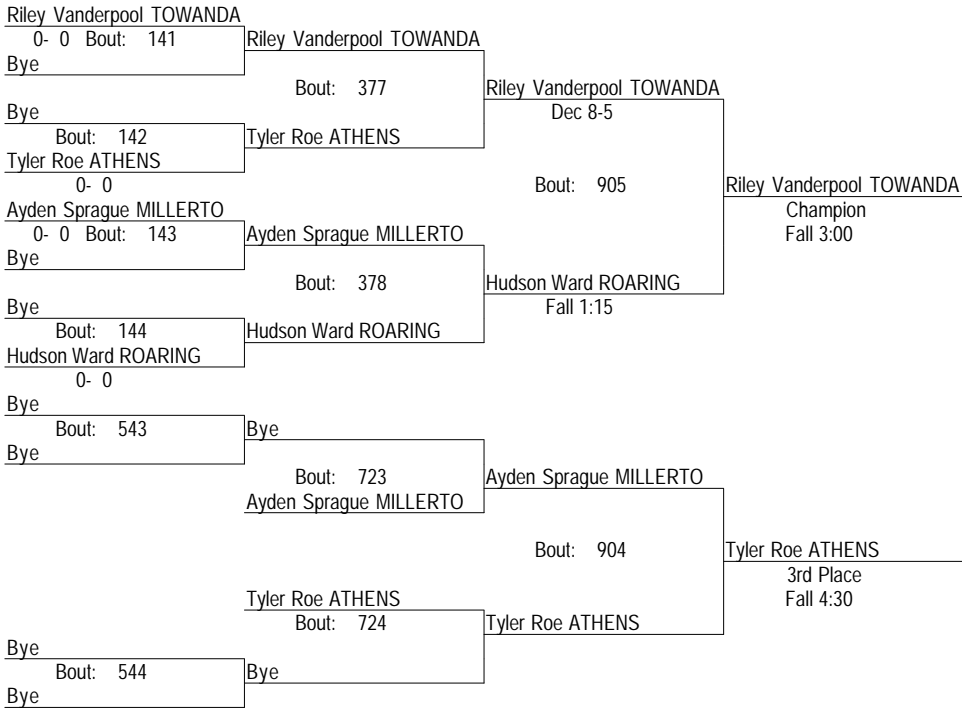 Riley Vanderpool TOWANDA
0- 0 Bout: 141
Riley Vanderpool TOWANDA
Bye
Bout: 377
Riley Vanderpool TOWANDA
Bye
Dec 8-5
Bout: 142
Tyler Roe ATHENS
Tyler Roe ATHENS
0- 0
Bout: 905
Riley Vanderpool TOWANDA
Ayden Sprague MILLERTO
Champion
0- 0 Bout: 143
Ayden Sprague MILLERTO
Fall 3:00
Bye
Bout: 378
Hudson Ward ROARING
Bye
Fall 1:15
Bout: 144
Hudson Ward ROARING
Hudson Ward ROARING
0- 0
Bye
Bout: 543
Bye
Bye
Bout: 723
Ayden Sprague MILLERTO
Ayden Sprague MILLERTO
Bout: 904
Tyler Roe ATHENS
3rd Place
Tyler Roe ATHENS
Fall 4:30
Bout: 724
Tyler Roe ATHENS
Bye
Bout: 544
Bye
Bye